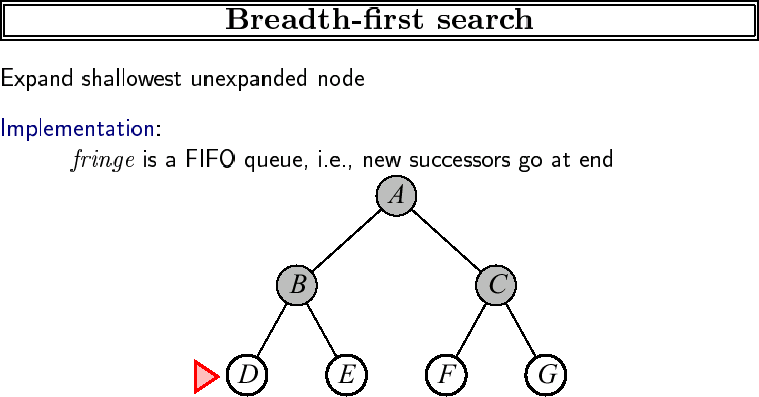 Breadth-first search
Expand shallowest unexpanded node
Implementation:
fringe is a FIFO queue, i.e., new successors go at end
A
B C
D E F G